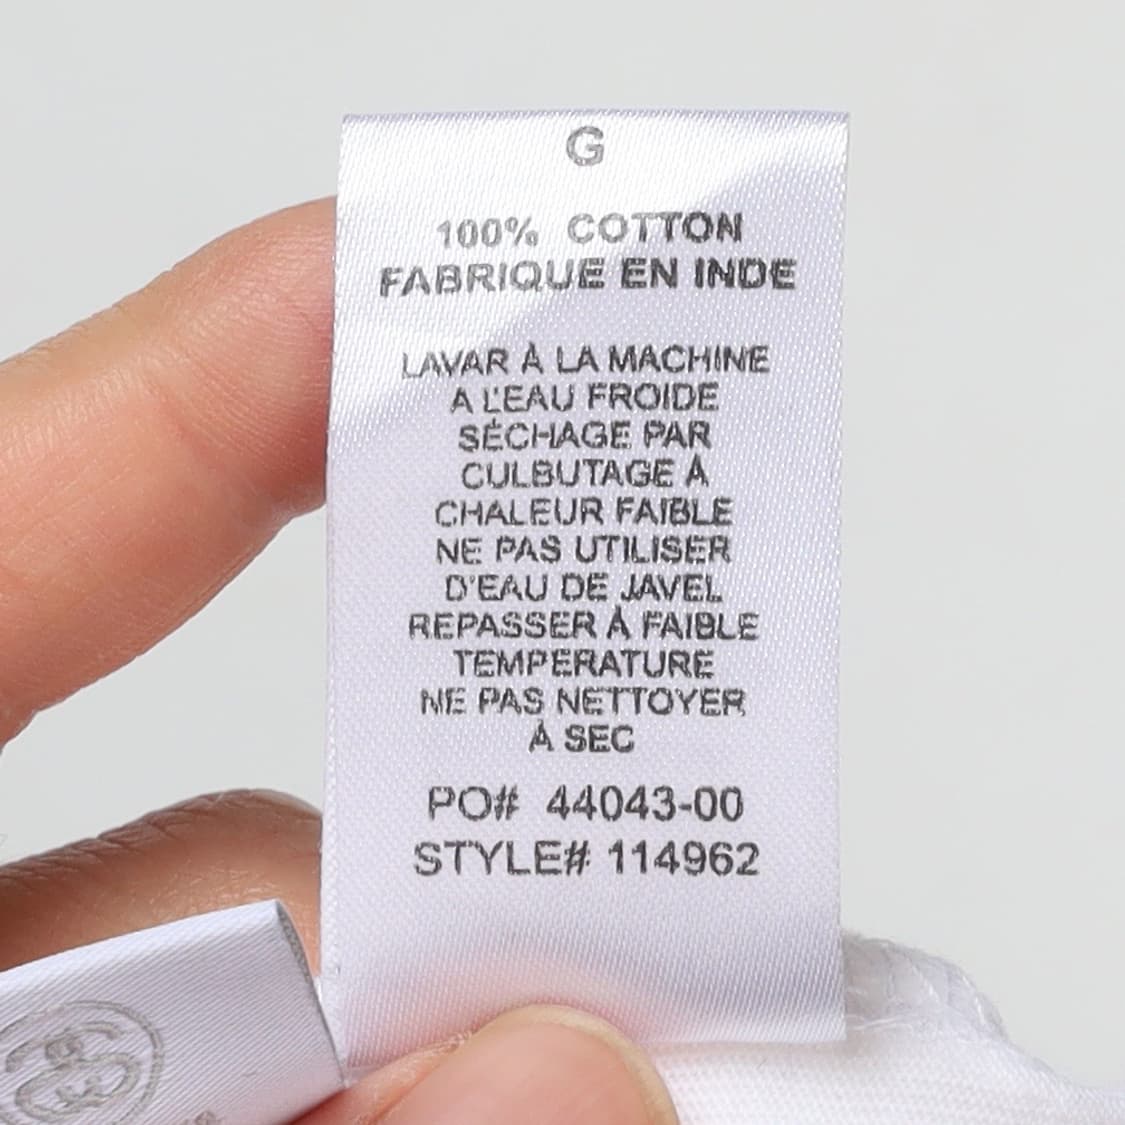 G
100% COTTON
FABRIQUE EN INDE
LAVAR À LA MACHINE
A L'EAU FROIDE
SÉCHAGE PAR
CULBUTAGE À
CHALEUR FAIBLE
NE PAS UTILISER
D'EAU DE JAVEL
REPASSER À FAIBLE
TEMPERATURE
NE PAS NETTOYER
À SEC
PO# 44043-00
STYLE# 114962